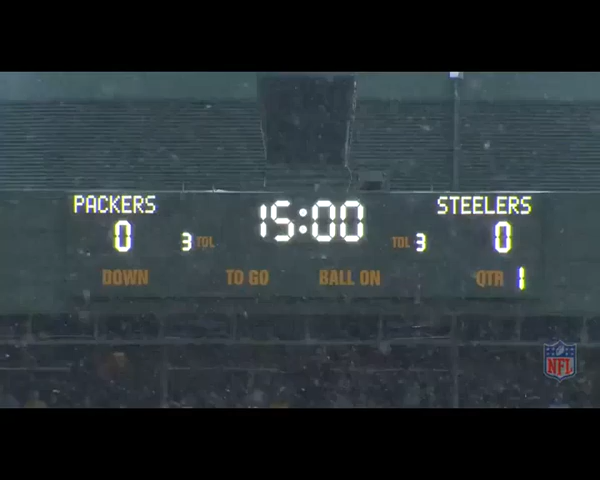 PACKERS 15:00 STEELERS
0 3 TOL TOL 3 0
DOWN TO GO BALL ON QTR 1
NFL